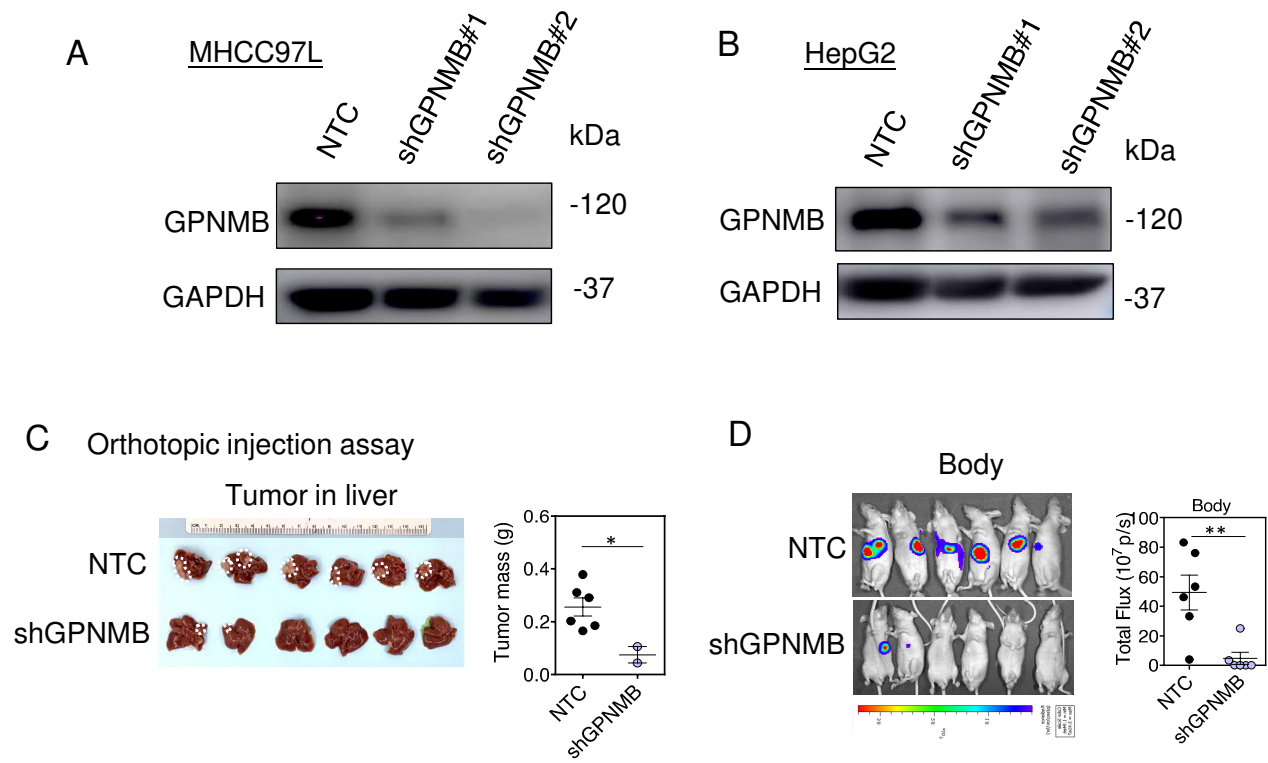 A
MHCC97L
NTC
shGPNMB#1
shGPNMB#2
kDa
GPNMB
-120
GAPDH
-37
B
HepG2
NTC
shGPNMB#1
shGPNMB#2
kDa
GPNMB
-120
GAPDH
-37
C
Orthotopic injection assay
Tumor in liver
NTC
shGPNMB
Tumor mass (g)
0.6
0.4
0.2
0.0
*
NTC
shGPNMB
D
Body
NTC
shGPNMB
Body
Total Flux (10⁷ p/s)
100
80
60
40
20
0
**
NTC
shGPNMB